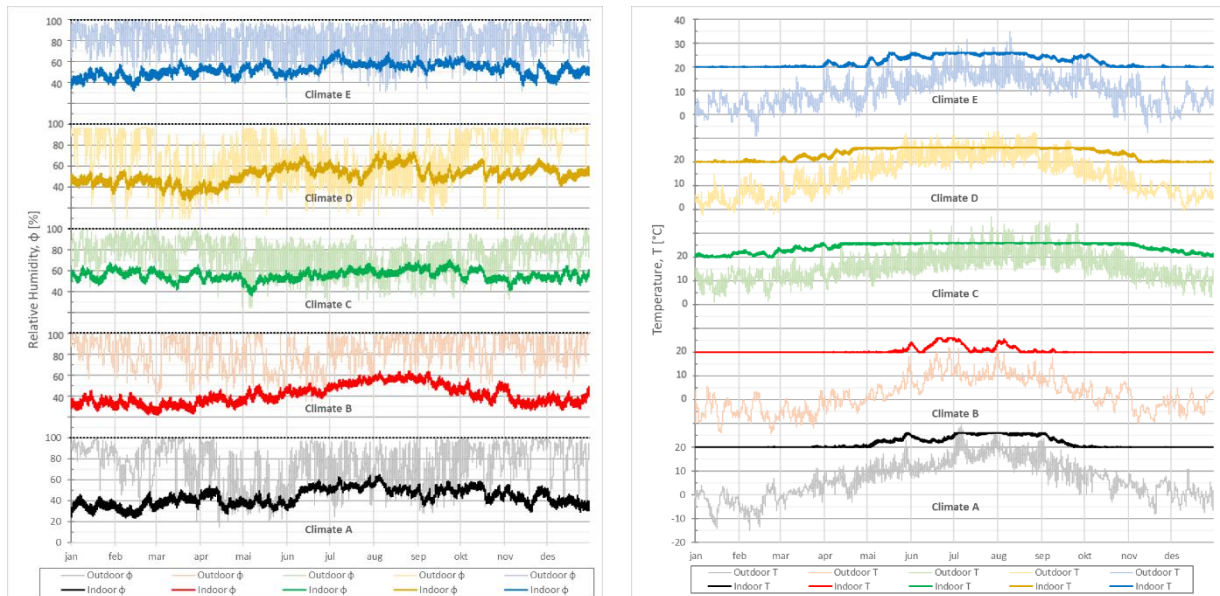 Relative Humidity, ϕ [%]
100
80
60
40
Climate E
100
80
60
40
Climate D
100
80
60
40
Climate C
100
80
60
40
Climate B
100
80
60
40
20
0
Climate A
jan feb mar apr mai jun jul aug sep okt nov des
Outdoor ϕ Outdoor ϕ Outdoor ϕ Outdoor ϕ Outdoor ϕ
Indoor ϕ Indoor ϕ Indoor ϕ Indoor ϕ Indoor ϕ
Temperature, T [°C]
40
30
20
10
0
Climate E
20
10
0
Climate D
20
10
0
Climate C
20
10
0
Climate B
20
10
0
-10
-20
Climate A
jan feb mar apr mai jun jul aug sep okt nov des
Outdoor T Outdoor T Outdoor T Outdoor T Outdoor T
Indoor T Indoor T Indoor T Indoor T Indoor T